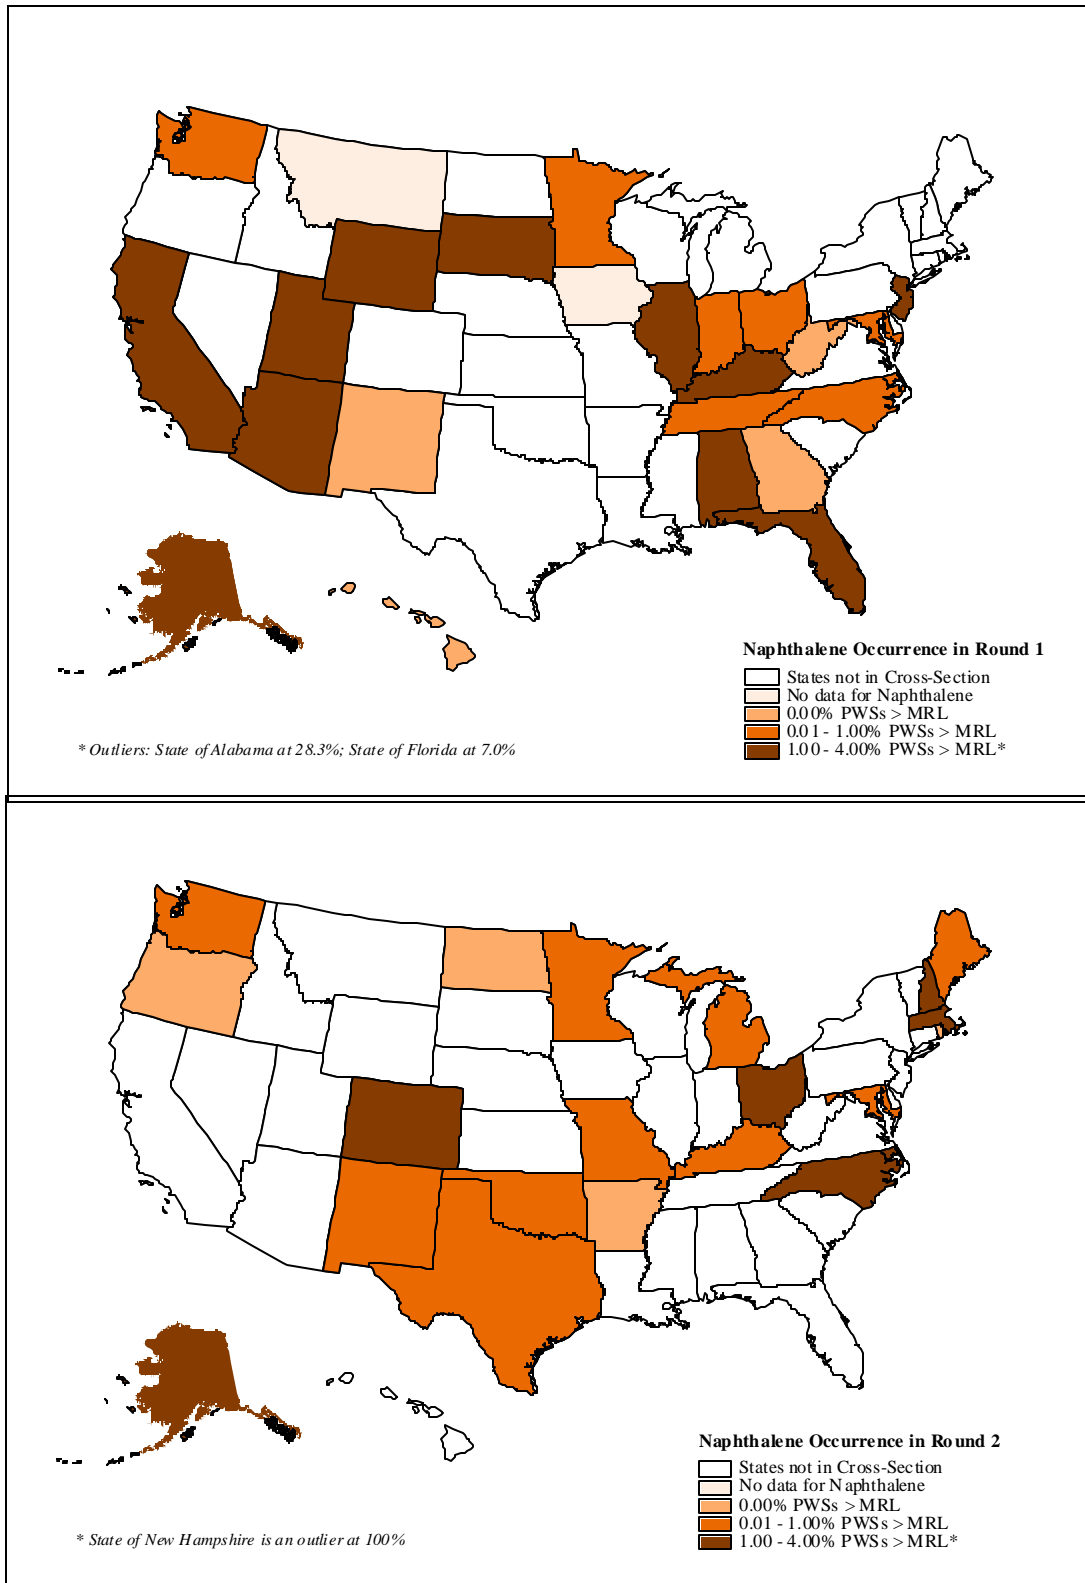 Naphthalene Occurrence in Round 1
States not in Cross-Section
No data for Naphthalene
0.00% PWSs > MRL
0.01 - 1.00% PWSs > MRL
1.00 - 4.00% PWSs > MRL*
* Outliers: State of Alabama at 28.3%; State of Florida at 7.0%
Naphthalene Occurrence in Round 2
States not in Cross-Section
No data for Naphthalene
0.00% PWSs > MRL
0.01 - 1.00% PWSs > MRL
1.00 - 4.00% PWSs > MRL*
* State of New Hampshire is an outlier at 100%